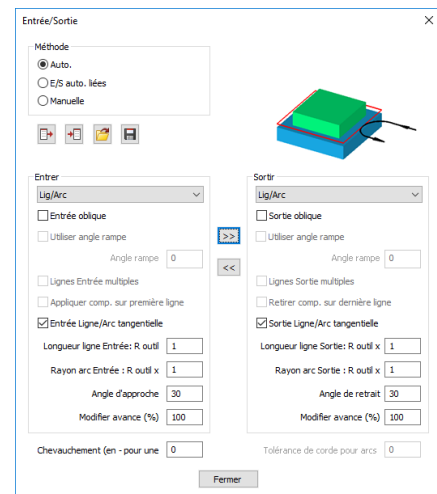 Entrée/Sortie
Méthode
Auto.
E/S auto. liées
Manuelle
Entrer
Lig/Arc
Entrée oblique
Utiliser angle rampe
Angle rampe 0
Lignes Entrée multiples
Appliquer comp. sur première ligne
Entrée Ligne/Arc tangentielle
Longueur ligne Entrée: R outil 1
Rayon arc Entrée : R outil x 1
Angle d'approche 30
Modifier avance (%) 100
Chevauchement (en - pour une 0
>>
<<
Sortir
Lig/Arc
Sortie oblique
Utiliser angle rampe
Angle rampe 0
Lignes Sortie multiples
Retirer comp. sur dernière ligne
Sortie Ligne/Arc tangentielle
Longueur ligne Sortie: R outil x 1
Rayon arc Sortie : R outil x 1
Angle de retrait 30
Modifier avance (%) 100
Tolérance de corde pour arcs 0
Fermer